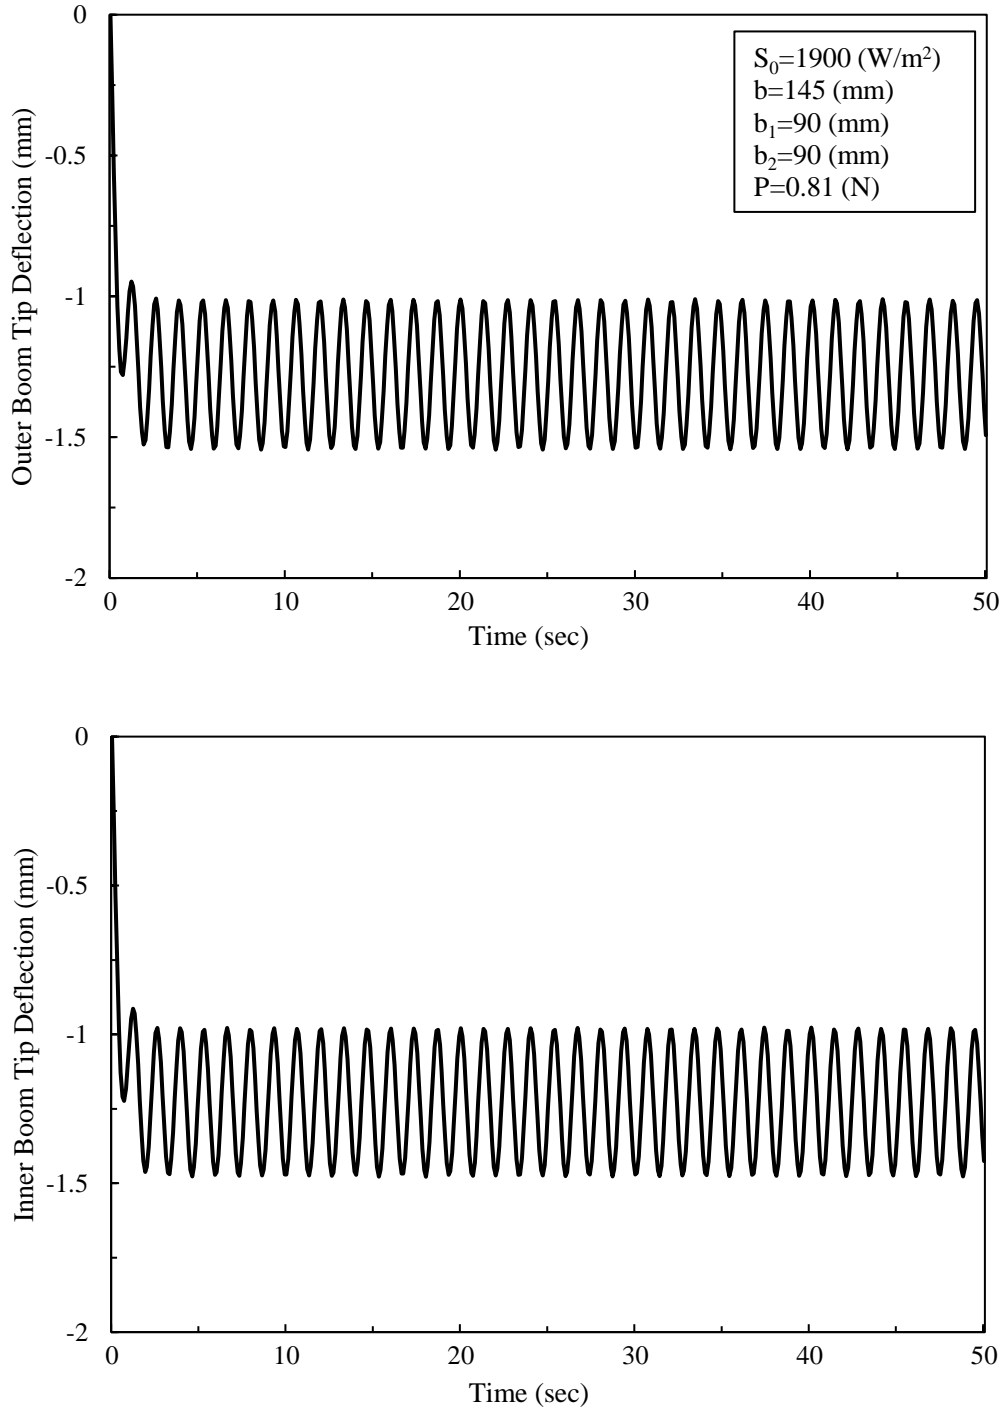 0
-0.5
-1
-1.5
-2
Outer Boom Tip Deflection (mm)
S₀=1900 (W/m²)
b=145 (mm)
b₁=90 (mm)
b₂=90 (mm)
P=0.81 (N)
0 10 20 30 40 50
Time (sec)
0
-0.5
-1
-1.5
-2
Inner Boom Tip Deflection (mm)
0 10 20 30 40 50
Time (sec)